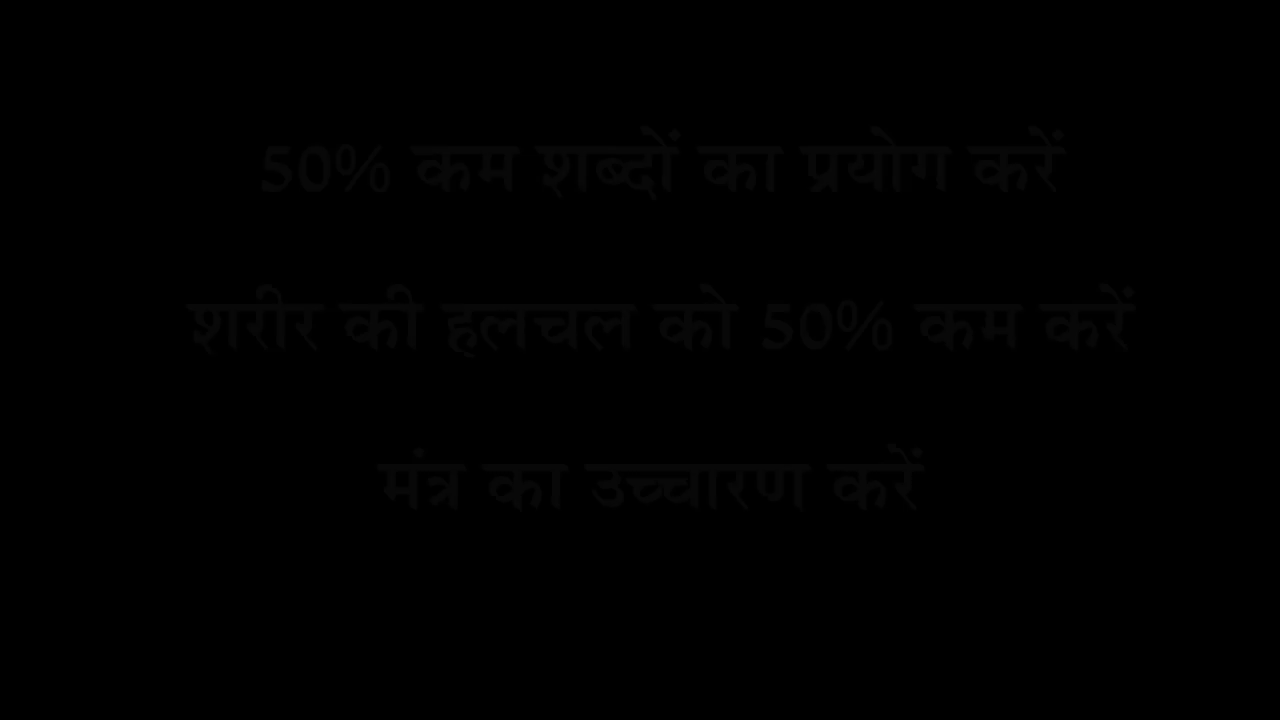 50% कम शब्दों का प्रयोग करें
शरीर की हलचल को 50% कम करें
मंत्र का उच्चारण करें